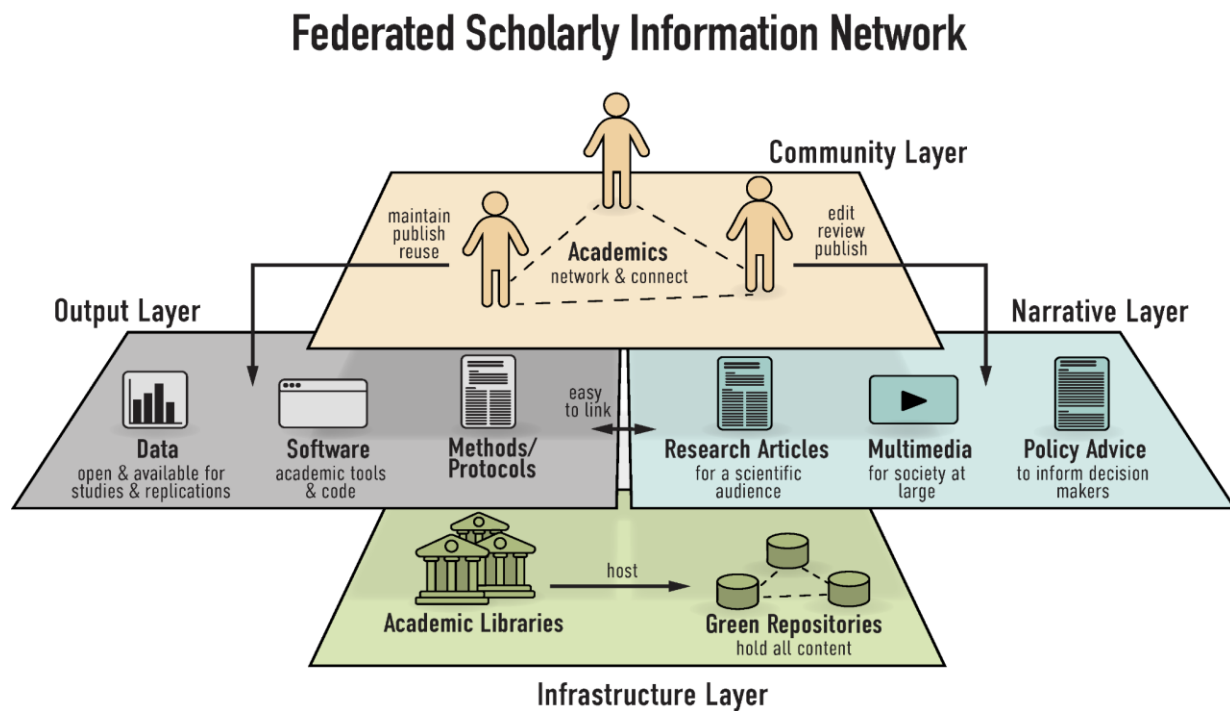 Federated Scholarly Information Network
Community Layer
maintain
publish
reuse
edit
review
publish
Academics
network & connect
Output Layer
Narrative Layer
Data
open & available for
studies & replications
Software
academic tools
& code
Methods/
Protocols
easy
to link
Research Articles
for a scientific
audience
Multimedia
for society at
large
Policy Advice
to inform decision
makers
Academic Libraries
host
Green Repositories
hold all content
Infrastructure Layer